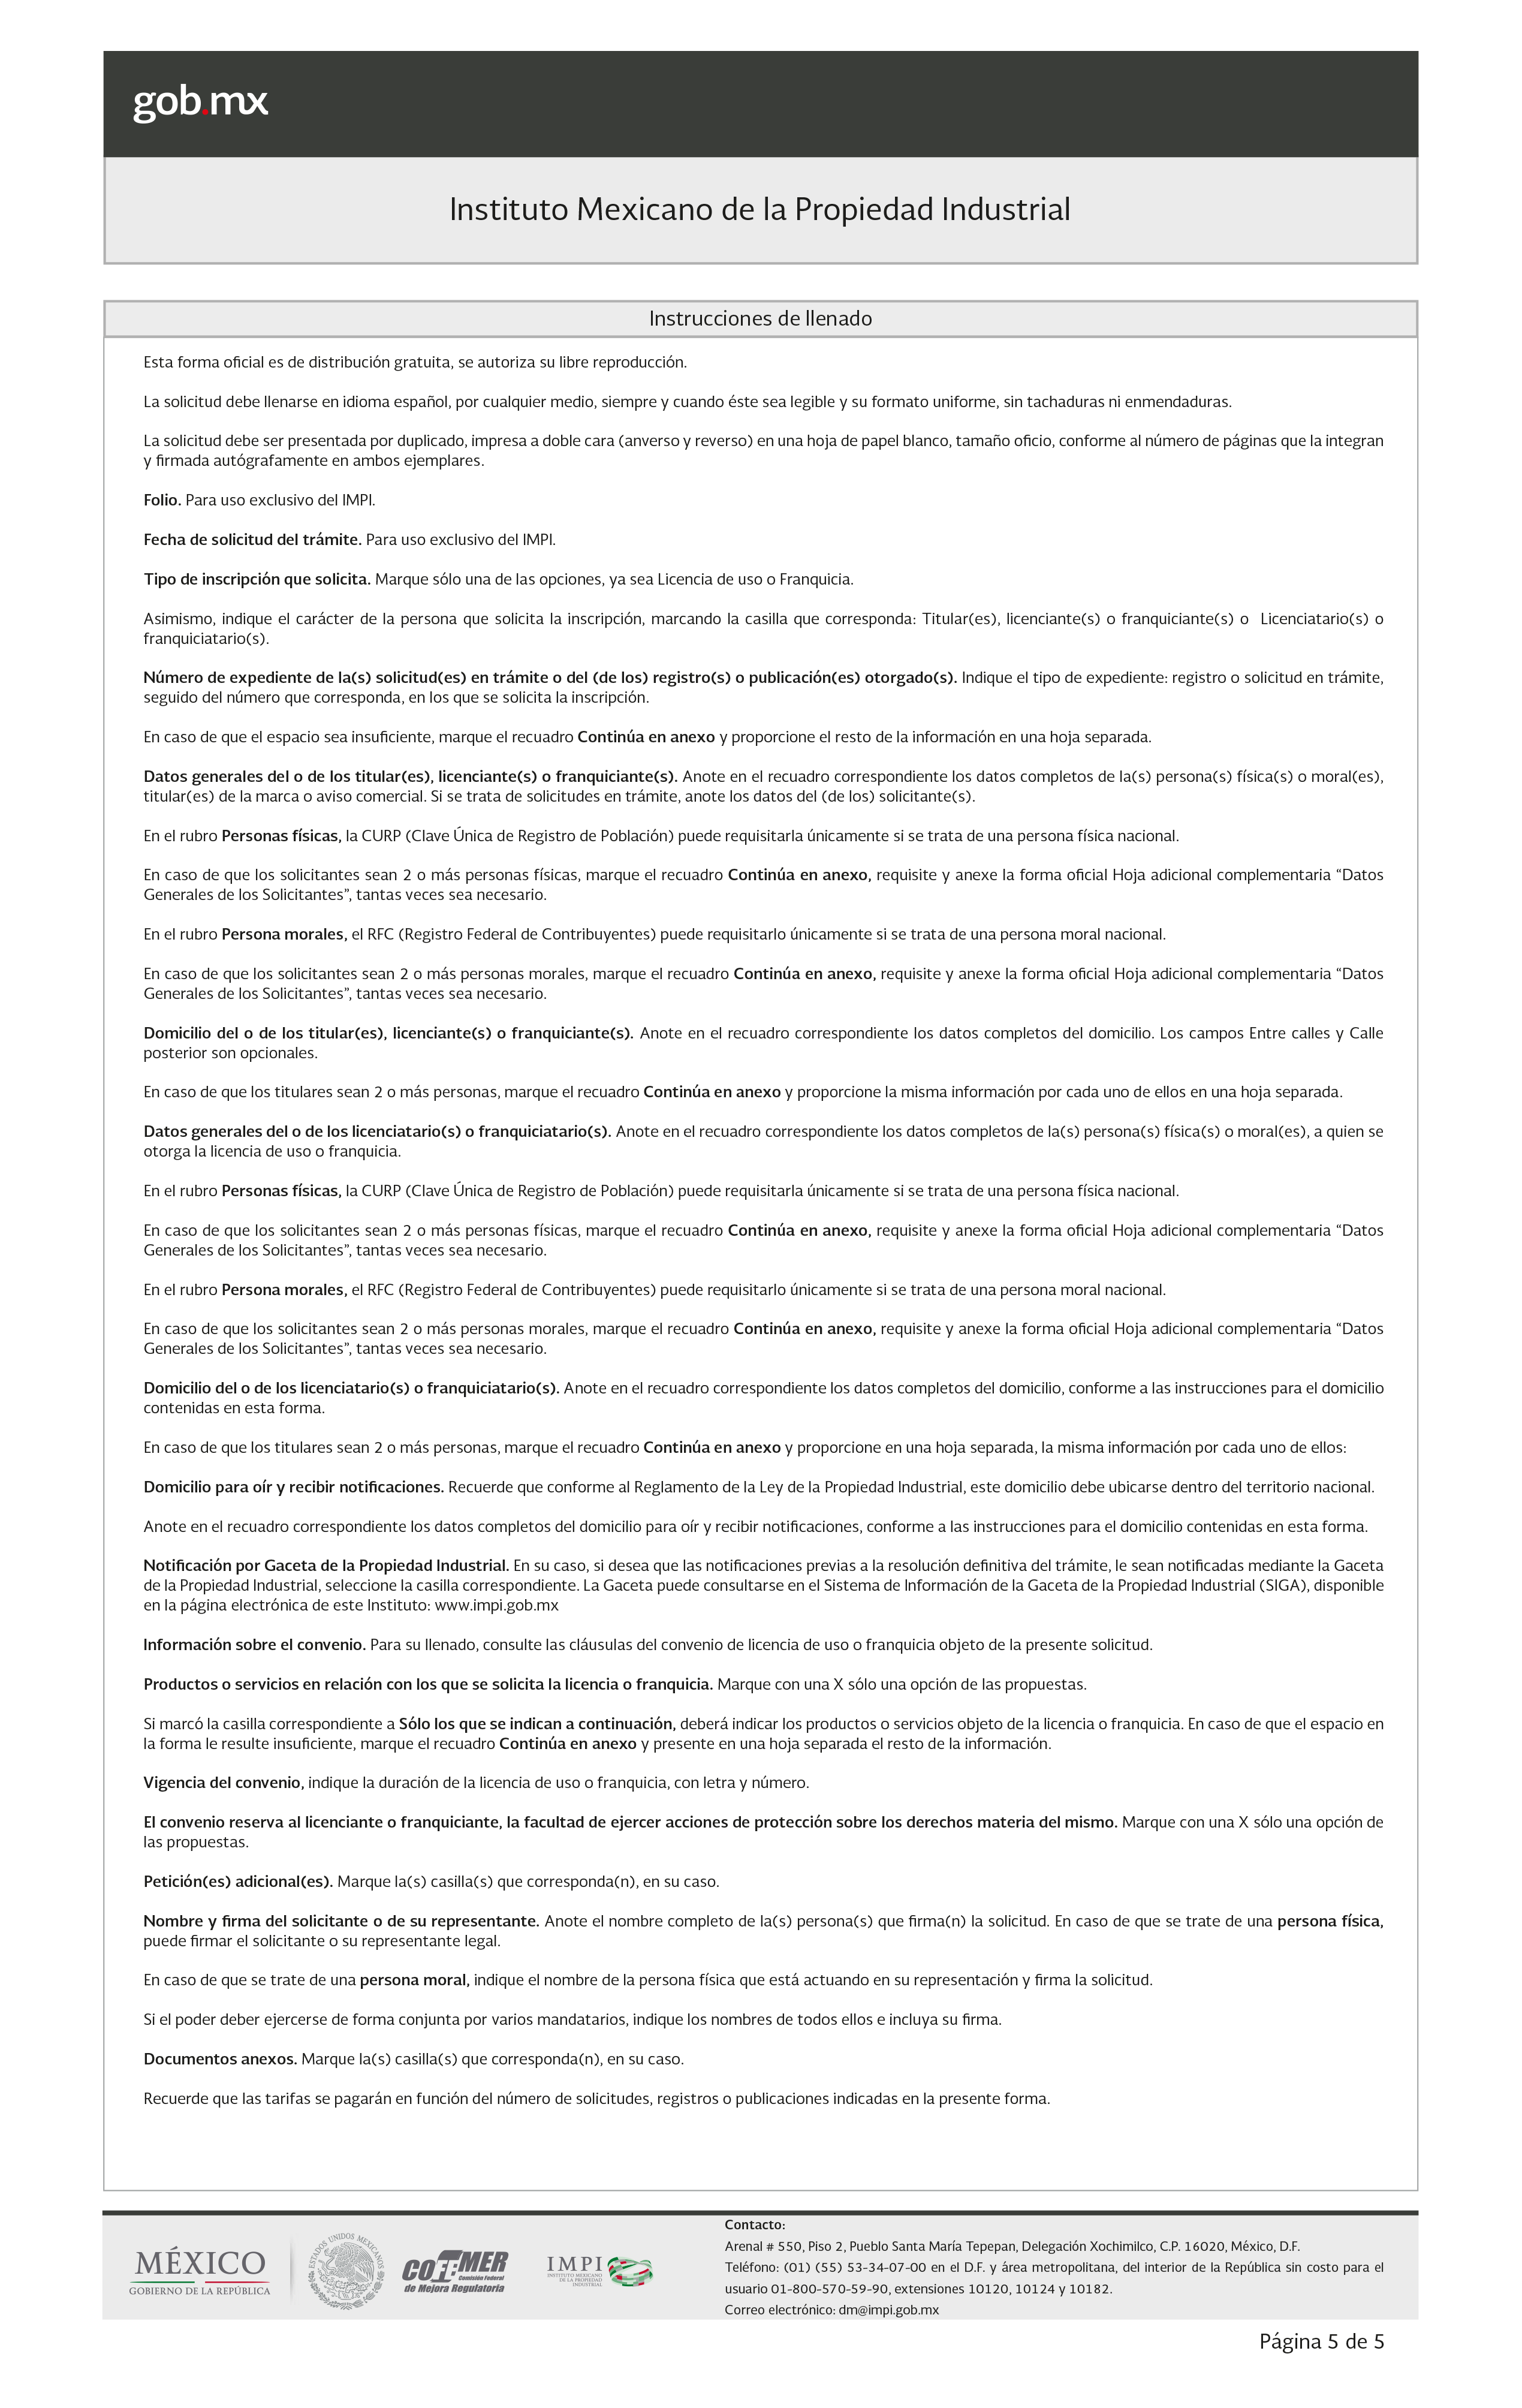 gob.mx
Instituto Mexicano de la Propiedad Industrial
Instrucciones de llenado
Esta forma oficial es de distribución gratuita, se autoriza su libre reproducción.
La solicitud debe llenarse en idioma español, por cualquier medio, siempre y cuando éste sea legible y su formato uniforme, sin tachaduras ni enmendaduras.
La solicitud debe ser presentada por duplicado, impresa a doble cara (anverso y reverso) en una hoja de papel blanco, tamaño oficio, conforme al número de páginas que la integran
y firmada autógrafamente en ambos ejemplares.
Folio. Para uso exclusivo del IMPI.
Fecha de solicitud del trámite. Para uso exclusivo del IMPI.
Tipo de inscripción que solicita. Marque sólo una de las opciones, ya sea Licencia de uso o Franquicia.
Asimismo, indique el carácter de la persona que solicita la inscripción, marcando la casilla que corresponda: Titular(es), licenciante(s) o franquiciante(s) o Licenciatario(s) o
franquiciatario(s).
Número de expediente de la(s) solicitud(es) en trámite o del (de los) registro(s) o publicación(es) otorgado(s). Indique el tipo de expediente: registro o solicitud en trámite,
seguido del número que corresponda, en los que se solicita la inscripción.
En caso de que el espacio sea insuficiente, marque el recuadro Continúa en anexo y proporcione el resto de la información en una hoja separada.
Datos generales del o de los titular(es), licenciante(s) o franquiciante(s). Anote en el recuadro correspondiente los datos completos de la(s) persona(s) física(s) o moral(es),
titular(es) de la marca o aviso comercial. Si se trata de solicitudes en trámite, anote los datos del (de los) solicitante(s).
En el rubro Personas físicas, la CURP (Clave Única de Registro de Población) puede requisitarla únicamente si se trata de una persona física nacional.
En caso de que los solicitantes sean 2 o más personas físicas, marque el recuadro Continúa en anexo, requisite y anexe la forma oficial Hoja adicional complementaria “Datos
Generales de los Solicitantes”, tantas veces sea necesario.
En el rubro Persona morales, el RFC (Registro Federal de Contribuyentes) puede requisitarlo únicamente si se trata de una persona moral nacional.
En caso de que los solicitantes sean 2 o más personas morales, marque el recuadro Continúa en anexo, requisite y anexe la forma oficial Hoja adicional complementaria “Datos
Generales de los Solicitantes”, tantas veces sea necesario.
Domicilio del o de los titular(es), licenciante(s) o franquiciante(s). Anote en el recuadro correspondiente los datos completos del domicilio. Los campos Entre calles y Calle
posterior son opcionales.
En caso de que los titulares sean 2 o más personas, marque el recuadro Continúa en anexo y proporcione la misma información por cada uno de ellos en una hoja separada.
Datos generales del o de los licenciatario(s) o franquiciatario(s). Anote en el recuadro correspondiente los datos completos de la(s) persona(s) física(s) o moral(es), a quien se
otorga la licencia de uso o franquicia.
En el rubro Personas físicas, la CURP (Clave Única de Registro de Población) puede requisitarla únicamente si se trata de una persona física nacional.
En caso de que los solicitantes sean 2 o más personas físicas, marque el recuadro Continúa en anexo, requisite y anexe la forma oficial Hoja adicional complementaria “Datos
Generales de los Solicitantes”, tantas veces sea necesario.
En el rubro Persona morales, el RFC (Registro Federal de Contribuyentes) puede requisitarlo únicamente si se trata de una persona moral nacional.
En caso de que los solicitantes sean 2 o más personas morales, marque el recuadro Continúa en anexo, requisite y anexe la forma oficial Hoja adicional complementaria “Datos
Generales de los Solicitantes”, tantas veces sea necesario.
Domicilio del o de los licenciatario(s) o franquiciatario(s). Anote en el recuadro correspondiente los datos completos del domicilio, conforme a las instrucciones para el domicilio
contenidas en esta forma.
En caso de que los titulares sean 2 o más personas, marque el recuadro Continúa en anexo y proporcione en una hoja separada, la misma información por cada uno de ellos:
Domicilio para oír y recibir notificaciones. Recuerde que conforme al Reglamento de la Ley de la Propiedad Industrial, este domicilio debe ubicarse dentro del territorio nacional.
Anote en el recuadro correspondiente los datos completos del domicilio para oír y recibir notificaciones, conforme a las instrucciones para el domicilio contenidas en esta forma.
Notificación por Gaceta de la Propiedad Industrial. En su caso, si desea que las notificaciones previas a la resolución definitiva del trámite, le sean notificadas mediante la Gaceta
de la Propiedad Industrial, seleccione la casilla correspondiente. La Gaceta puede consultarse en el Sistema de Información de la Gaceta de la Propiedad Industrial (SIGA), disponible
en la página electrónica de este Instituto: www.impi.gob.mx
Información sobre el convenio. Para su llenado, consulte las cláusulas del convenio de licencia de uso o franquicia objeto de la presente solicitud.
Productos o servicios en relación con los que se solicita la licencia o franquicia. Marque con una X sólo una opción de las propuestas.
Si marcó la casilla correspondiente a Sólo los que se indican a continuación, deberá indicar los productos o servicios objeto de la licencia o franquicia. En caso de que el espacio en
la forma le resulte insuficiente, marque el recuadro Continúa en anexo y presente en una hoja separada el resto de la información.
Vigencia del convenio, indique la duración de la licencia de uso o franquicia, con letra y número.
El convenio reserva al licenciante o franquiciante, la facultad de ejercer acciones de protección sobre los derechos materia del mismo. Marque con una X sólo una opción de
las propuestas.
Petición(es) adicional(es). Marque la(s) casilla(s) que corresponda(n), en su caso.
Nombre y firma del solicitante o de su representante. Anote el nombre completo de la(s) persona(s) que firma(n) la solicitud. En caso de que se trate de una persona física,
puede firmar el solicitante o su representante legal.
En caso de que se trate de una persona moral, indique el nombre de la persona física que está actuando en su representación y firma la solicitud.
Si el poder deber ejercerse de forma conjunta por varios mandatarios, indique los nombres de todos ellos e incluya su firma.
Documentos anexos. Marque la(s) casilla(s) que corresponda(n), en su caso.
Recuerde que las tarifas se pagarán en función del número de solicitudes, registros o publicaciones indicadas en la presente forma.
MÉXICO
GOBIERNO DE LA REPÚBLICA
ESTADOS UNIDOS MEXICANOS
COFEMER
Comisión Federal
de Mejora Regulatoria
IMPI
INSTITUTO MEXICANO
DE LA PROPIEDAD
INDUSTRIAL
Contacto:
Arenal # 550, Piso 2, Pueblo Santa María Tepepan, Delegación Xochimilco, C.P. 16020, México, D.F.
Teléfono: (01) (55) 53-34-07-00 en el D.F. y área metropolitana, del interior de la República sin costo para el
usuario 01-800-570-59-90, extensiones 10120, 10124 y 10182.
Correo electrónico: dm@impi.gob.mx
Página 5 de 5